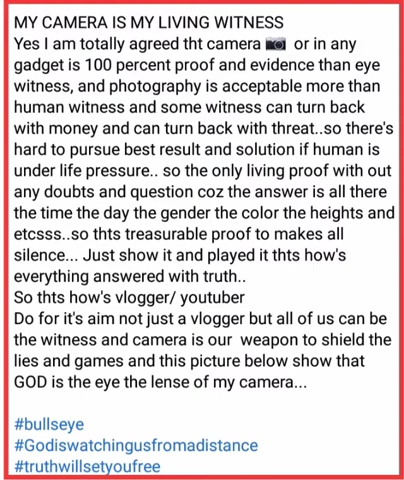 MY CAMERA IS MY LIVING WITNESS
Yes I am totally agreed tht camera 📷 or in any
gadget is 100 percent proof and evidence than eye
witness, and photography is acceptable more than
human witness and some witness can turn back
with money and can turn back with threat..so there's
hard to pursue best result and solution if human is
under life pressure.. so the only living proof with out
any doubts and question coz the answer is all there
the time the day the gender the color the heights and
etcsss..so thts treasurable proof to makes all
silence... Just show it and played it thts how's
everything answered with truth..
So thts how's vlogger/ youtuber
Do for it's aim not just a vlogger but all of us can be
the witness and camera is our weapon to shield the
lies and games and this picture below show that
GOD is the eye the lense of my camera...
#bullseye
#Godiswatchingusfromadistance
#truthwillsetyoufree